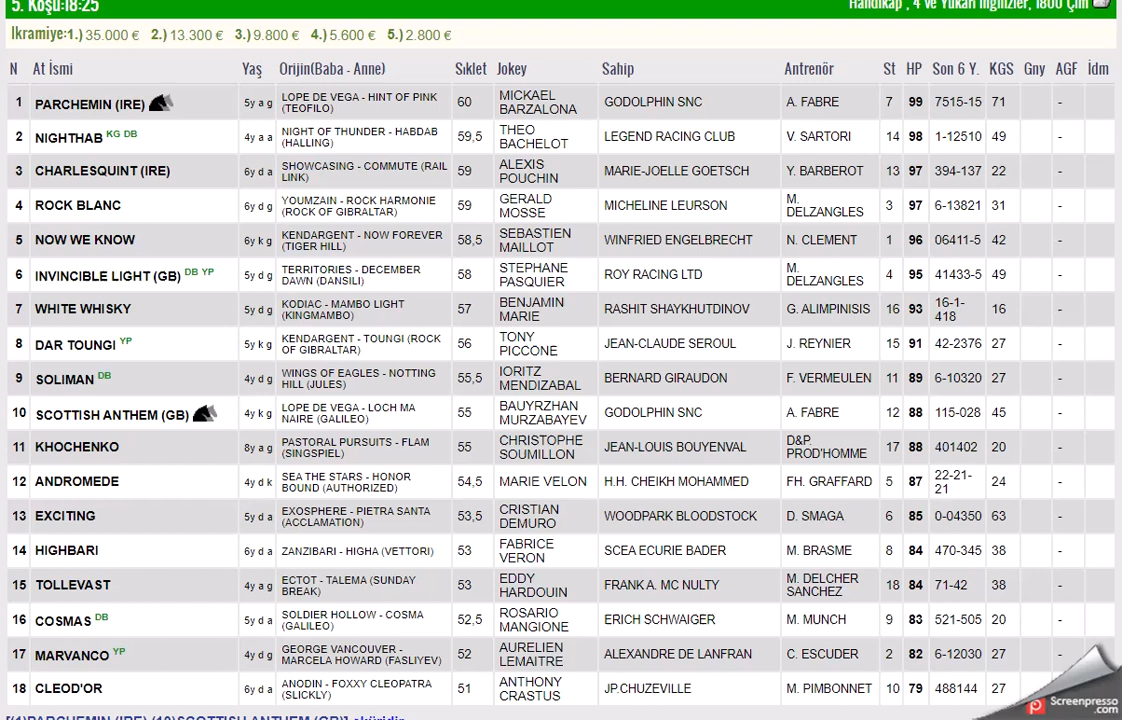 5. Koşu:18:25 Handikap , 4 ve Yukarı İngilizler, 1800 Çim
İkramiye:1.) 35.000 € 2.) 13.300 € 3.) 9.800 € 4.) 5.600 € 5.) 2.800 €
N At İsmi Yaş Orijin(Baba - Anne) Sıklet Jokey Sahip Antrenör St HP Son 6 Y. KGS Gny AGF İdm
1 PARCHEMIN (IRE) 5y a g LOPE DE VEGA - HINT OF PINK (TEOFILO) 60 MICKAEL BARZALONA GODOLPHIN SNC A. FABRE 7 99 7515-15 71 -
2 NIGHTHAB KG DB 4y a a NIGHT OF THUNDER - HABDAB (HALLING) 59,5 THEO BACHELOT LEGEND RACING CLUB V. SARTORI 14 98 1-12510 49 -
3 CHARLESQUINT (IRE) 6y d a SHOWCASING - COMMUTE (RAIL LINK) 59 ALEXIS POUCHIN MARIE-JOELLE GOETSCH Y. BARBEROT 13 97 394-137 22 -
4 ROCK BLANC 6y d g YOUMZAIN - ROCK HARMONIE (ROCK OF GIBRALTAR) 59 GERALD MOSSE MICHELINE LEURSON M. DELZANGLES 3 97 6-13821 31 -
5 NOW WE KNOW 6y k g KENDARGENT - NOW FOREVER (TIGER HILL) 58,5 SEBASTIEN MAILLOT WINFRIED ENGELBRECHT N. CLEMENT 1 96 06411-5 42 -
6 INVINCIBLE LIGHT (GB) DB YP 5y d g TERRITORIES - DECEMBER DAWN (DANSILI) 58 STEPHANE PASQUIER ROY RACING LTD M. DELZANGLES 4 95 41433-5 49 -
7 WHITE WHISKY 5y d g KODIAC - MAMBO LIGHT (KINGMAMBO) 57 BENJAMIN MARIE RASHIT SHAYKHUTDINOV G. ALIMPINISIS 16 93 16-1-418 16 -
8 DAR TOUNGI YP 5y k g KENDARGENT - TOUNGI (ROCK OF GIBRALTAR) 56 TONY PICCONE JEAN-CLAUDE SEROUL J. REYNIER 15 91 42-2376 27 -
9 SOLIMAN DB 4y d g WINGS OF EAGLES - NOTTING HILL (JULES) 55,5 IORITZ MENDIZABAL BERNARD GIRAUDON F. VERMEULEN 11 89 6-10320 27 -
10 SCOTTISH ANTHEM (GB) 4y k g LOPE DE VEGA - LOCH MA NAIRE (GALILEO) 55 BAUYRZHAN MURZABAYEV GODOLPHIN SNC A. FABRE 12 88 115-028 45 -
11 KHOCHENKO 8y a g PASTORAL PURSUITS - FLAM (SINGSPIEL) 55 CHRISTOPHE SOUMILLON JEAN-LOUIS BOUYENVAL D&P. PROD'HOMME 17 88 401402 20 -
12 ANDROMEDE 4y d k SEA THE STARS - HONOR BOUND (AUTHORIZED) 54,5 MARIE VELON H.H. CHEIKH MOHAMMED FH. GRAFFARD 5 87 22-21-21 24 -
13 EXCITING 5y d a EXOSPHERE - PIETRA SANTA (ACCLAMATION) 53,5 CRISTIAN DEMURO WOODPARK BLOODSTOCK D. SMAGA 6 85 0-04350 63 -
14 HIGHBARI 6y d a ZANZIBARI - HIGHA (VETTORI) 53 FABRICE VERON SCEA ECURIE BADER M. BRASME 8 84 470-345 38 -
15 TOLLEVAST 4y a g ECTOT - TALEMA (SUNDAY BREAK) 53 EDDY HARDOUIN FRANK A. MC NULTY M. DELCHER SANCHEZ 18 84 71-42 38 -
16 COSMAS DB 5y d a SOLDIER HOLLOW - COSMA (GALILEO) 52,5 ROSARIO MANGIONE ERICH SCHWAIGER M. MUNCH 9 83 521-505 20 -
17 MARVANCO YP 4y d g GEORGE VANCOUVER - MARCELA HOWARD (FASLIYEV) 52 AURELIEN LEMAITRE ALEXANDRE DE LANFRAN C. ESCUDER 2 82 6-12030 27 -
18 CLEOD'OR 6y d a ANODIN - FOXXY CLEOPATRA (SLICKLY) 51 ANTHONY CRASTUS JP.CHUZEVILLE M. PIMBONNET 10 79 488144 27 -
[(1)PARCHEMIN (IRE),(10)SCOTTISH ANTHEM (GB)] eküridir.
Screenpresso
.com